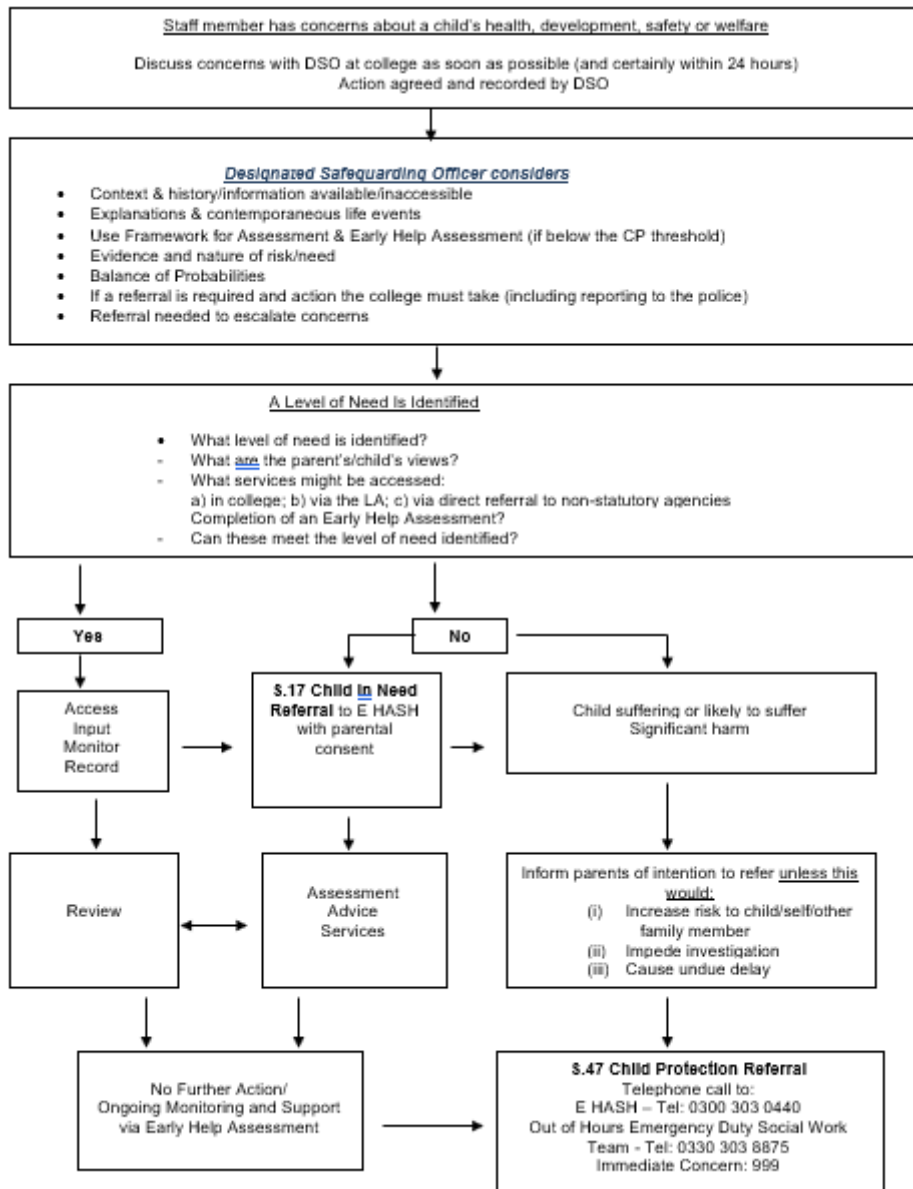 Staff member has concerns about a child's health, development, safety or welfare
Discuss concerns with DSO at college as soon as possible (and certainly within 24 hours)
Action agreed and recorded by DSO
Designated Safeguarding Officer considers
• Context & history/information available/inaccessible
• Explanations & contemporaneous life events
• Use Framework for Assessment & Early Help Assessment (if below the CP threshold)
• Evidence and nature of risk/need
• Balance of Probabilities
• If a referral is required and action the college must take (including reporting to the police)
• Referral needed to escalate concerns
A Level of Need Is Identified
• What level of need is identified?
- What are the parent's/child's views?
- What services might be accessed:
a) in college; b) via the LA; c) via direct referral to non-statutory agencies
Completion of an Early Help Assessment?
- Can these meet the level of need identified?
Yes
No
Access
Input
Monitor
Record
S.17 Child In Need
Referral to E HASH
with parental
consent
Child suffering or likely to suffer
Significant harm
Review
Assessment
Advice
Services
Inform parents of intention to refer unless this
would:
(i) Increase risk to child/self/other
family member
(ii) Impede investigation
(iii) Cause undue delay
No Further Action/
Ongoing Monitoring and Support
via Early Help Assessment
S.47 Child Protection Referral
Telephone call to:
E HASH – Tel: 0300 303 0440
Out of Hours Emergency Duty Social Work
Team - Tel: 0330 303 8875
Immediate Concern: 999